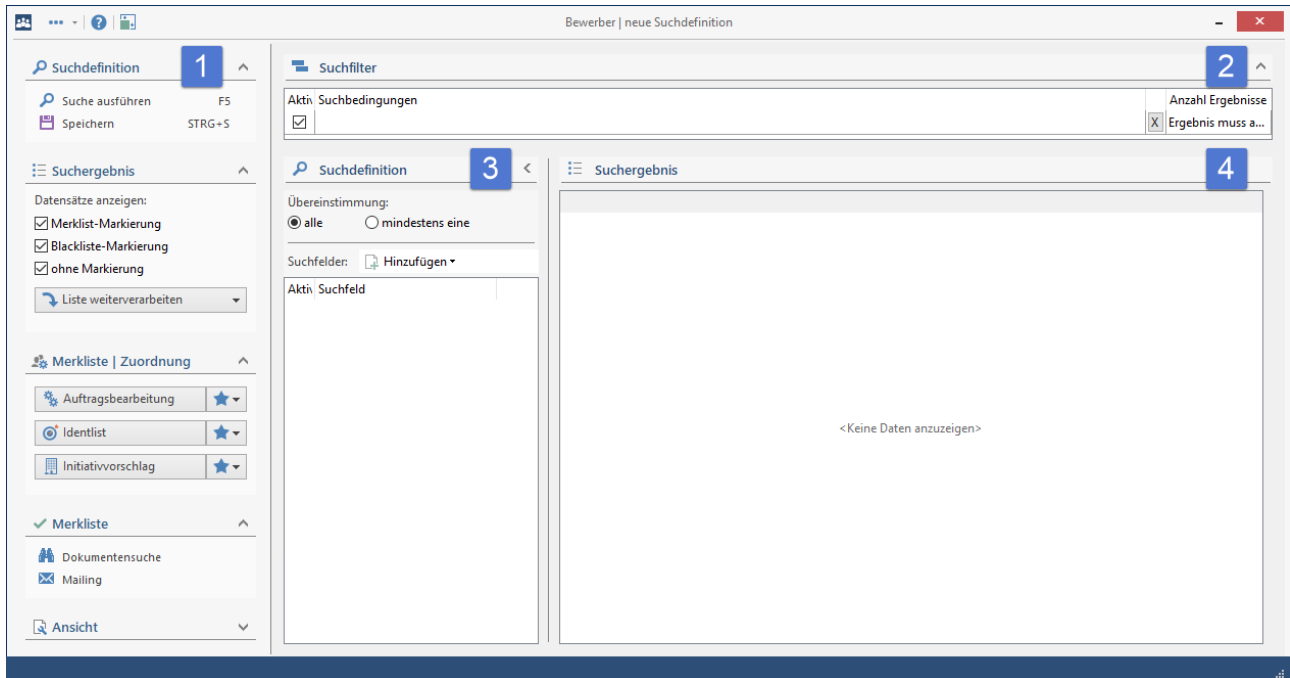 Bewerber | neue Suchdefinition
Suchdefinition
1
Suche ausführen F5
Speichern STRG+S
Suchergebnis
Datensätze anzeigen:
Merklist-Markierung
Blackliste-Markierung
ohne Markierung
Liste weiterverarbeiten
Merkliste | Zuordnung
Auftragsbearbeitung
Identlist
Initiativvorschlag
Merkliste
Dokumentensuche
Mailing
Ansicht
Suchfilter
2
Aktiv Suchbedingungen Anzahl Ergebnisse
X Ergebnis muss a...
Suchdefinition
3
Übereinstimmung:
alle mindestens eine
Suchfelder: Hinzufügen
Aktiv Suchfeld
Suchergebnis
4
<Keine Daten anzuzeigen>